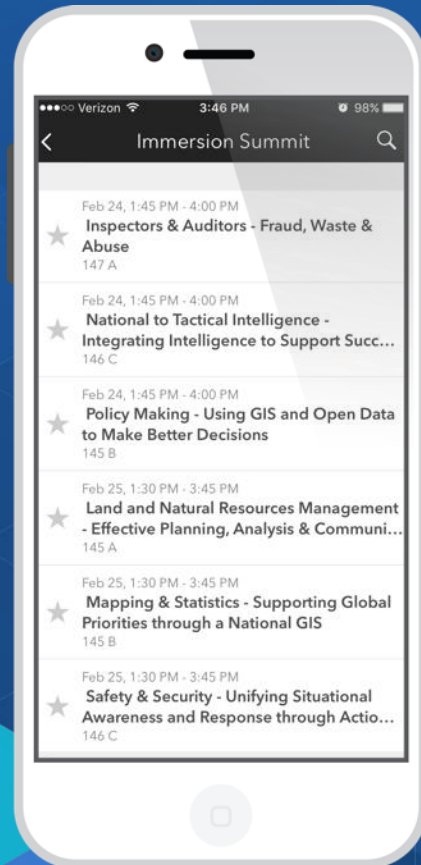 ●●●○○ Verizon 3:46 PM 98%
Immersion Summit
Feb 24, 1:45 PM - 4:00 PM
Inspectors & Auditors - Fraud, Waste &
Abuse
147 A
Feb 24, 1:45 PM - 4:00 PM
National to Tactical Intelligence -
Integrating Intelligence to Support Succ...
146 C
Feb 24, 1:45 PM - 4:00 PM
Policy Making - Using GIS and Open Data
to Make Better Decisions
145 B
Feb 25, 1:30 PM - 3:45 PM
Land and Natural Resources Management
- Effective Planning, Analysis & Communi...
145 A
Feb 25, 1:30 PM - 3:45 PM
Mapping & Statistics - Supporting Global
Priorities through a National GIS
145 B
Feb 25, 1:30 PM - 3:45 PM
Safety & Security - Unifying Situational
Awareness and Response through Actio...
146 C